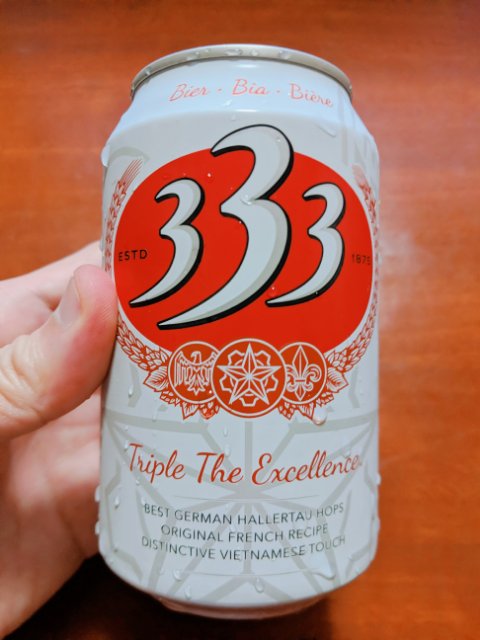 Bier · Bia · Bière
333
ESTD 1875
Triple The Excellence
BEST GERMAN HALLERTAU HOPS
ORIGINAL FRENCH RECIPE
DISTINCTIVE VIETNAMESE TOUCH